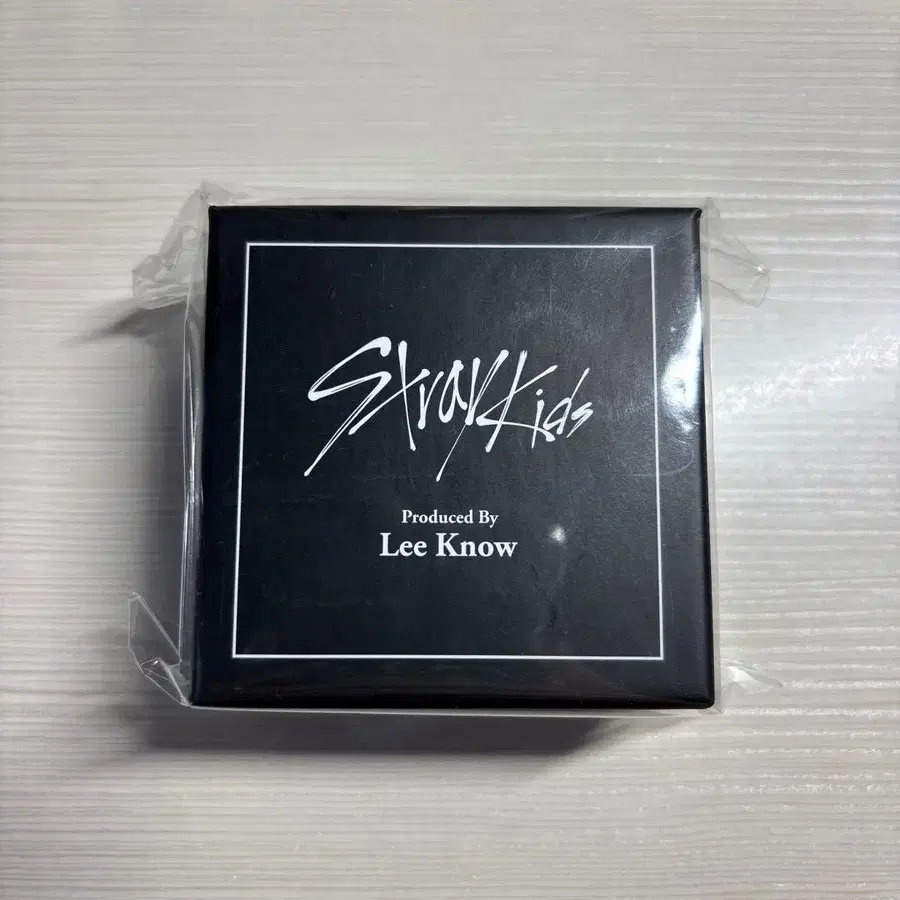 Stray Kids
Produced By
Lee Know